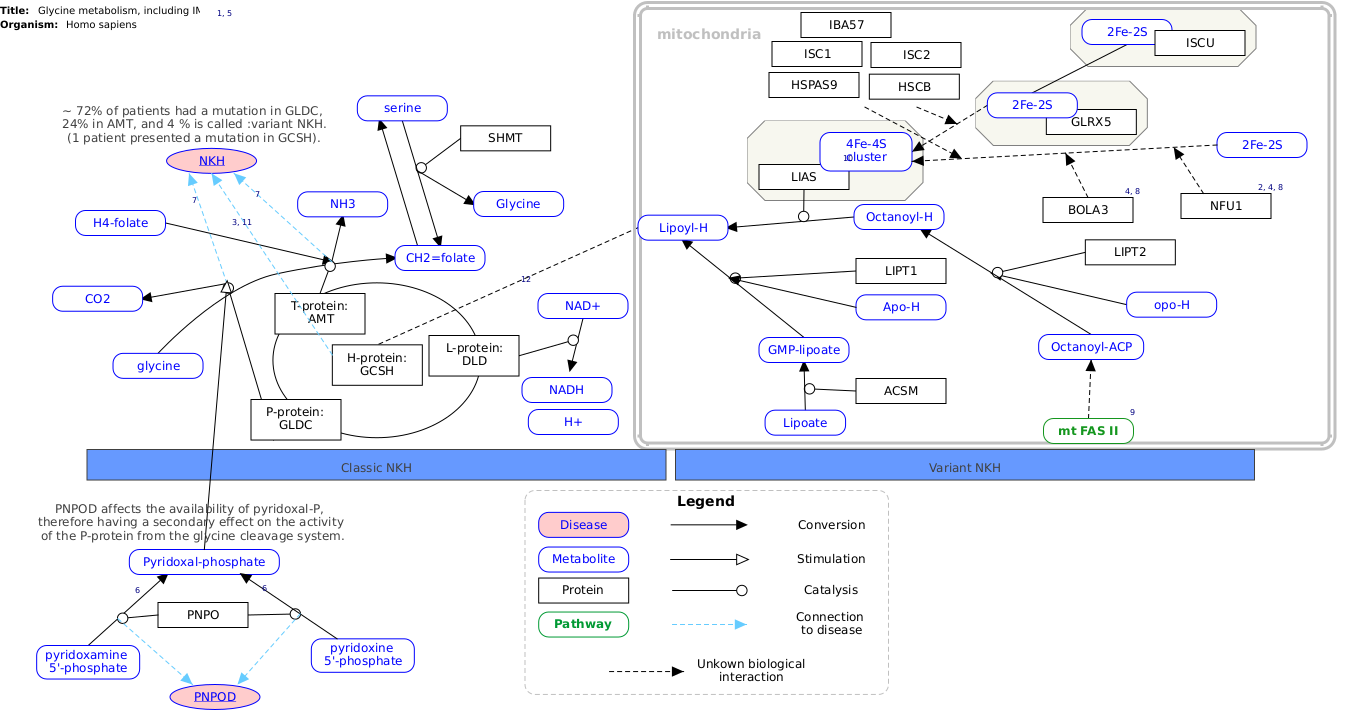 Title: Glycine metabolism, including IN
1, 5
Organism: Homo sapiens
mitochondria
IBA57
ISC1
ISC2
HSPAS9
HSCB
2Fe-2S
ISCU
2Fe-2S
GLRX5
4Fe-4S
cluster
10
LIAS
2Fe-2S
BOLA3
4, 8
NFU1
2, 4, 8
~ 72% of patients had a mutation in GLDC,
24% in AMT, and 4 % is called :variant NKH.
(1 patient presented a mutation in GCSH).
NKH
serine
SHMT
Glycine
NH3
H4-folate
7
3, 11
7
CH2=folate
CO2
T-protein:
AMT
glycine
H-protein:
GCSH
L-protein:
DLD
P-protein:
GLDC
12
NAD+
NADH
H+
Lipoyl-H
Octanoyl-H
LIPT1
Apo-H
LIPT2
opo-H
GMP-lipoate
Octanoyl-ACP
ACSM
Lipoate
9
mt FAS II
Classic NKH
Variant NKH
PNPOD affects the availability of pyridoxal-P,
therefore having a secondary effect on the activity
of the P-protein from the glycine cleavage system.
Pyridoxal-phosphate
6
6
PNPO
pyridoxamine
5'-phosphate
pyridoxine
5'-phosphate
PNPOD
Legend
Disease
Conversion
Metabolite
Stimulation
Protein
Catalysis
Pathway
Connection
to disease
Unkown biological
interaction